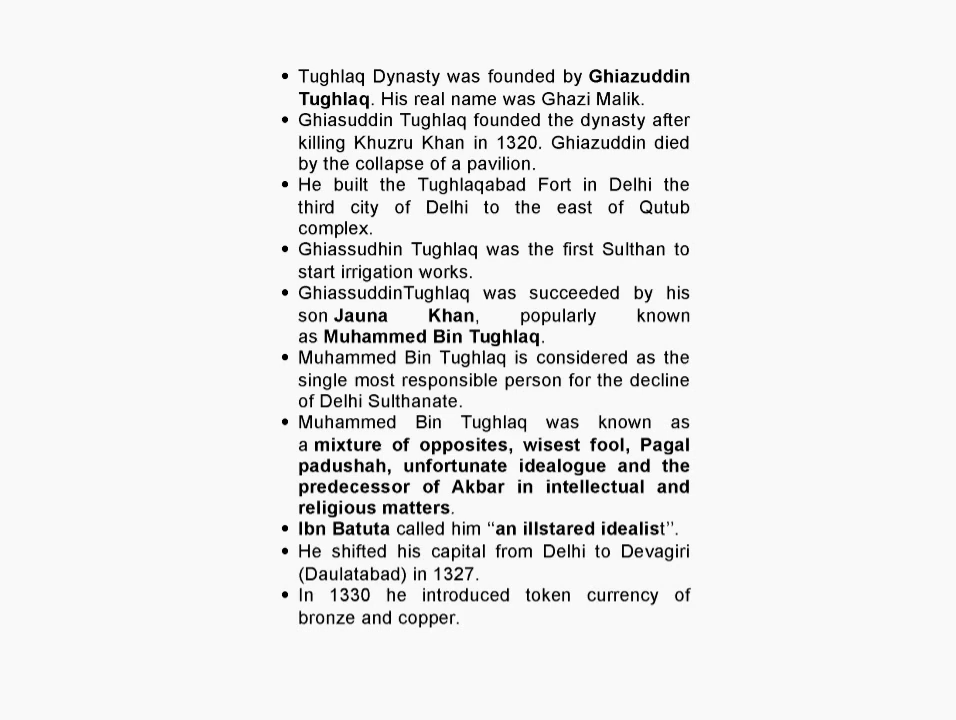 • Tughlaq Dynasty was founded by Ghiazuddin
Tughlaq. His real name was Ghazi Malik.
• Ghiasuddin Tughlaq founded the dynasty after
killing Khuzru Khan in 1320. Ghiazuddin died
by the collapse of a pavilion.
• He built the Tughlaqabad Fort in Delhi the
third city of Delhi to the east of Qutub
complex.
• Ghiassudhin Tughlaq was the first Sulthan to
start irrigation works.
• GhiassuddinTughlaq was succeeded by his
son Jauna Khan, popularly known
as Muhammed Bin Tughlaq.
• Muhammed Bin Tughlaq is considered as the
single most responsible person for the decline
of Delhi Sulthanate.
• Muhammed Bin Tughlaq was known as
a mixture of opposites, wisest fool, Pagal
padushah, unfortunate idealogue and the
predecessor of Akbar in intellectual and
religious matters.
• Ibn Batuta called him “an illstared idealist”.
• He shifted his capital from Delhi to Devagiri
(Daulatabad) in 1327.
• In 1330 he introduced token currency of
bronze and copper.